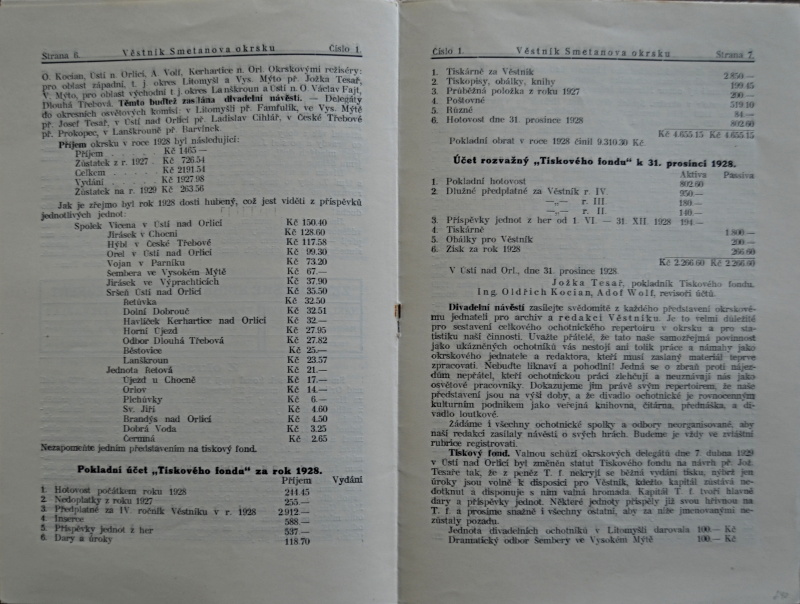 Strana 6. Věstník Smetanova okrsku Číslo 1.
O. Kocian, Ústí n. Orlicí, A. Volf, Kerhartice n. Orl. Okrskovými režiséry:
pro oblast západní, t. j. okres Litomyšl a Vys. Mýto př. Jožka Tesař,
V. Mýto, pro oblast východní t. j. okres Lanškroun a Ústí n. O. Václav Fajt,
Dlouhá Třebová. Těmto buďtež zasílána divadelní návěstí. — Delegáty
do okresních osvětových komisí: v Litomyšli př. Famfulík, ve Vys. Mýtě
př. Josef Tesař, v Ústí nad Orlicí př. Ladislav Cihlář, v České Třebové
př. Prokopec, v Lanškrouně př. Barvínek.
Příjem okrsku v roce 1928 byl následující:
Příjem Kč 1465—
Zůstatek z r. 1927 Kč 726.54
Celkem Kč 2191.54
Vydání Kč 1927.98
Zůstatek na r. 1929 Kč 263.56
Jak je zřejmo byl rok 1928 dosti hubený, což jest viděti z příspěvků
jednotlivých jednot:
Spolek Vicena v Ústí nad Orlicí Kč 150.40
Jirásek v Chocni Kč 128.60
Hýbl v České Třebové Kč 117.58
Orel v Ústí nad Orlicí Kč 99.30
Vojan v Parníku Kč 73.20
Šembera ve Vysokém Mýtě Kč 67.—
Jirásek ve Výprachticích Kč 37.90
Sršeň Ústí nad Orlicí Kč 35.50
Řetůvka Kč 32.50
Dolní Dobrouč Kč 32.51
Havlíček Kerhartice nad Orlicí Kč 32.—
Horní Újezd Kč 27.95
Odbor Dlouhá Třebová Kč 27.82
Běstovice Kč 25.—
Lanškroun Kč 23.57
Jednota Řetová Kč 21.—
Újezd u Chocně Kč 17.—
Orlov Kč 14.—
Plchůvky Kč 6.—
Sv. Jiří Kč 4.60
Brandýs nad Orlicí Kč 4.50
Dobrá Voda Kč 3.25
Čermná Kč 2.65
Nezapomeňte jedním představením na tiskový fond.
Pokladní účet „Tiskového fondu“ za rok 1928.
Příjem Vydání
1. Hotovost počátkem roku 1928 244.45
2. Nedoplatky z roku 1927 255.—
3. Předplatné za IV. ročník Věstníku v r. 1928 2912.—
4. Inserce 588.—
5. Příspěvky jednot z her 537.—
6. Dary a úroky 118.70
Číslo 1. Věstník Smetanova okrsku Strana 7.
1. Tiskárně za Věstník 2.850.—
2. Tiskopisy, obálky, knihy 199.45
3. Průběžná položka z roku 1927 200.—
4. Poštovné 519.10
5. Různé 84.—
6. Hotovost dne 31. prosince 1928 802.60
Kč 4.655.15 Kč 4.655.15
Pokladní obrat v roce 1928 činil 9.310.30 Kč
Účet rozvažný „Tiskového fondu“ k 31. prosinci 1928.
Aktiva Passiva
1. Pokladní hotovost 802.60
2. Dlužné předplatné za Věstník r. IV. 950.—
—„— r. III. 180.—
—„— r. II. 140.—
3. Příspěvky jednot z her od 1. VI. — 31. XII. 1928 194.—
4. Tiskárně 1.800.—
5. Obálky pro Věstník 200.—
6. Zisk za rok 1928 266.60
Kč 2.266.60 Kč 2.266.60
V Ústí nad Orl., dne 31. prosince 1928.
Jožka Tesař, pokladník Tiskového fondu.
Ing. Oldřich Kocian, Adolf Wolf, revisoři účtů.
Divadelní návěstí zasílejte svědomitě z každého představení okrskové-
mu jednateli pro archiv a redakci Věstníku. Je to velmi důležité
pro sestavení celkového ochotnického repertoiru v okrsku a pro sta-
tistiku naší činnosti. Uvažte přátelé, že tato naše samozřejmá povinnost
jako ukázněných ochotníků vás nestojí ani tolik práce a námahy jako
okrskového jednatele a redaktora, kteří musí zaslaný materiál teprve
zpracovati. Nebuďte liknaví a pohodlní! Jedná se o zbraň proti nájez-
dům nepřátel, kteří ochotnickou práci zlehčují a neuznávají nás jako
osvětové pracovníky. Dokazujeme jim právě svým repertoirem, že naše
představení jsou na výši doby, a že divadlo ochotnické je rovnocenným
kulturním podnikem jako veřejná knihovna, čítárna, přednáška, a di-
vadlo loutkové.
Žádáme i všechny ochotnické spolky a odbory neorganisované, aby
naší redakci zasílaly návěstí o svých hrách. Budeme je vždy ve zvláštní
rubrice registrovati.
Tiskový fond. Valnou schůzí okrskových delegátů dne 7 dubna 1929
v Ústí nad Orlicí byl změněn statut Tiskového fondu na návrh př. Jož.
Tesaře tak, že z peněz T. f. nekryjí se běžná vydání tisku, nýbrž jen
úroky jsou volně k disposici pro Věstník, kdežto kapitál zůstává ne-
dotknut a disponuje s ním valná hromada. Kapitál T. f. tvoří hlavně
dary a příspěvky jednot. Některé jednoty přispěly již svou hřivnou na
T. f. a prosíme snažně i všechny ostatní, aby za níže jmenovanými ne-
zůstaly pozadu.
Jednota divadelních ochotníků v Litomyšli darovala 100.— Kč
Dramatický odbor Šembery ve Vysokém Mýtě 100.— Kč